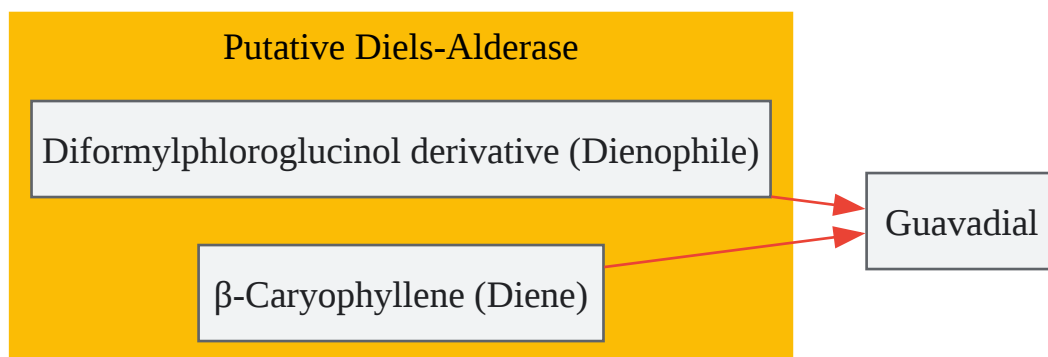 Putative Diels-Alderase
Diformylphloroglucinol derivative (Dienophile)
Guavadial
β-Caryophyllene (Diene)